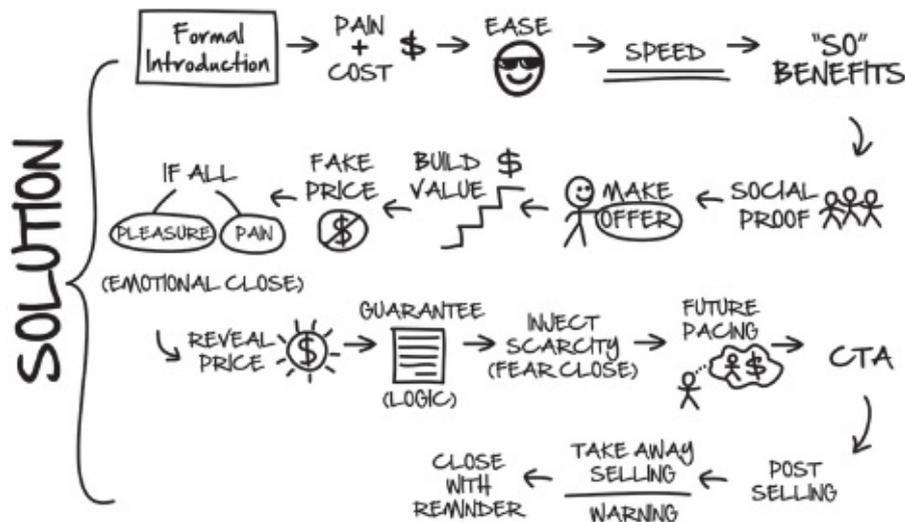 SOLUTION
Formal
Introduction
PAIN
+
COST
$
EASE
SPEED
"SO"
BENEFITS
SOCIAL
PROOF
MAKE
OFFER
BUILD
VALUE
$
FAKE
PRICE
$
IF ALL
PLEASURE
PAIN
(EMOTIONAL CLOSE)
REVEAL
PRICE
$
GUARANTEE
(LOGIC)
INJECT
SCARCITY
(FEAR CLOSE)
FUTURE
PACING
$
CTA
POST
SELLING
TAKE AWAY
SELLING
WARNING
CLOSE
WITH
REMINDER